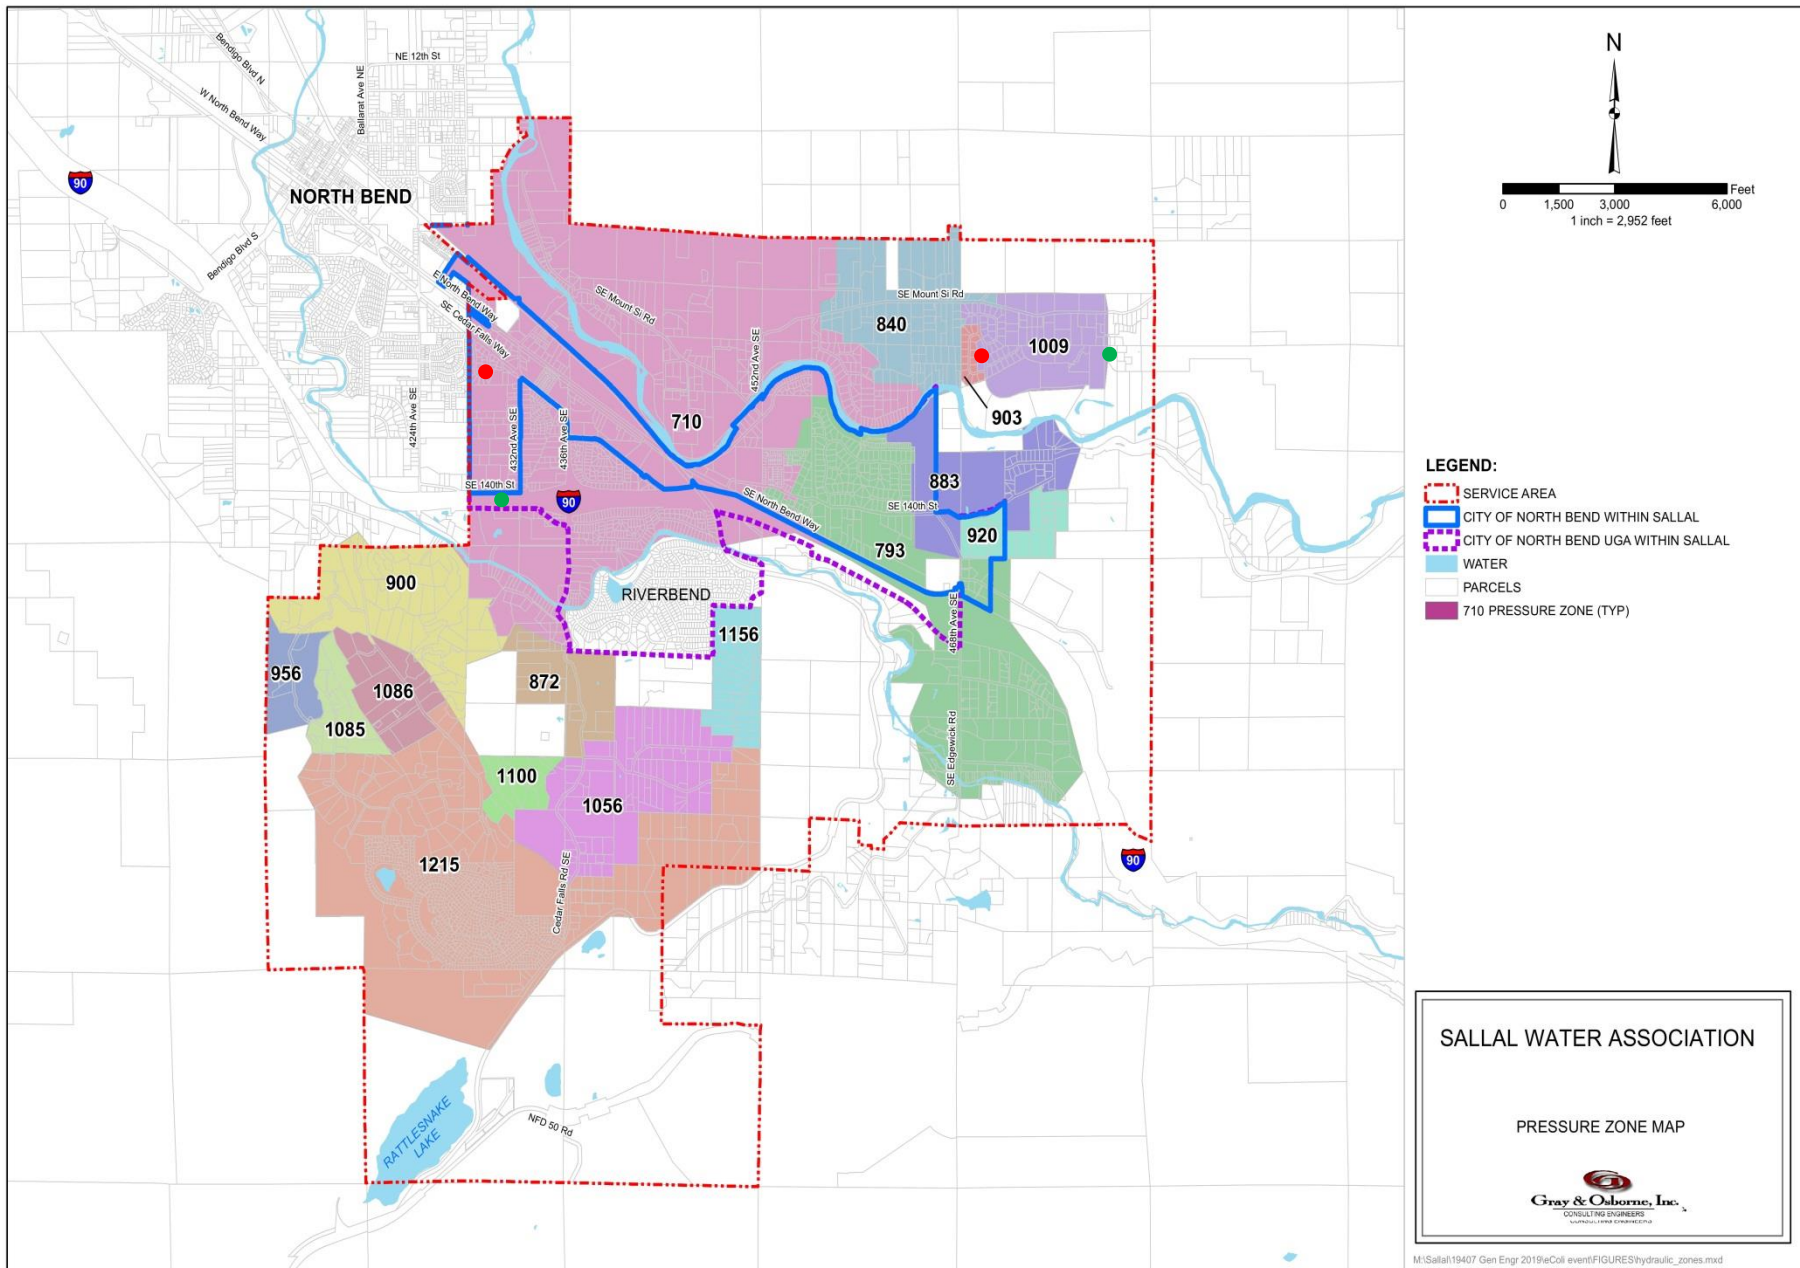 Bendigo Blvd N
NE 12th St
Ballarat Ave NE
W North Bend Way
90
NORTH BEND
Bendigo Blvd S
E North Bend Way
SE Cedar Falls Way
SE Mount Si Rd
SE Mount Si Rd
840
1009
452nd Ave SE
903
710
424th Ave SE
432nd Ave SE
436th Ave SE
SE 140th St
90
883
SE 140th St
SE North Bend Way
793
920
900
RIVERBEND
468th Ave SE
1156
956
1086
872
1085
SE Edgewick Rd
1100
1056
1215
Cedar Falls Rd SE
90
RATTLESNAKE
LAKE
NFD 50 Rd
N
Feet
0 1,500 3,000 6,000
1 inch = 2,952 feet
LEGEND:
SERVICE AREA
CITY OF NORTH BEND WITHIN SALLAL
CITY OF NORTH BEND UGA WITHIN SALLAL
WATER
PARCELS
710 PRESSURE ZONE (TYP)
SALLAL WATER ASSOCIATION
PRESSURE ZONE MAP
Gray & Osborne, Inc.
CONSULTING ENGINEERS
CONSULTING ENGINEERS
M:\Sallal\19407 Gen Engr 2019\eColi event\FIGURES\hydraulic_zones.mxd